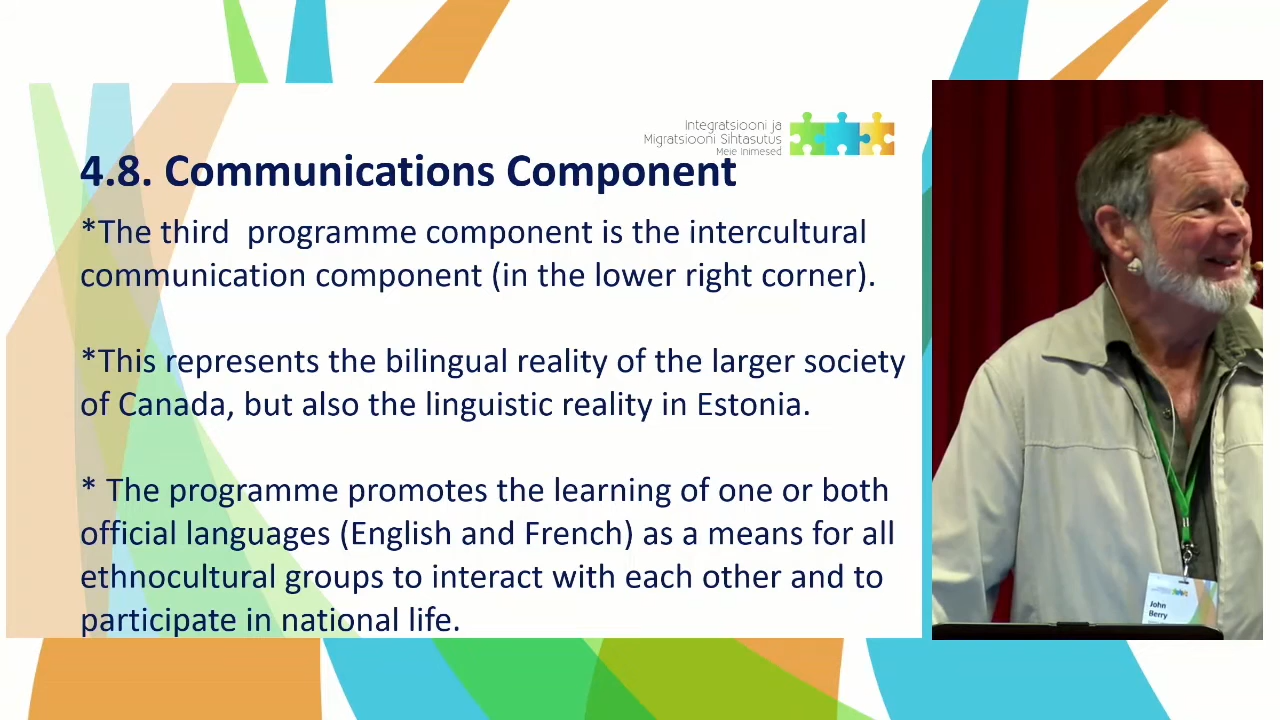 Integratsiooni ja
Migratsiooni Sihtasutus
Meie Inimesed
4.8. Communications Component
*The third  programme component is the intercultural
communication component (in the lower right corner).
*This represents the bilingual reality of the larger society
of Canada, but also the linguistic reality in Estonia.
* The programme promotes the learning of one or both
official languages (English and French) as a means for all
ethnocultural groups to interact with each other and to
participate in national life.
John
Berry